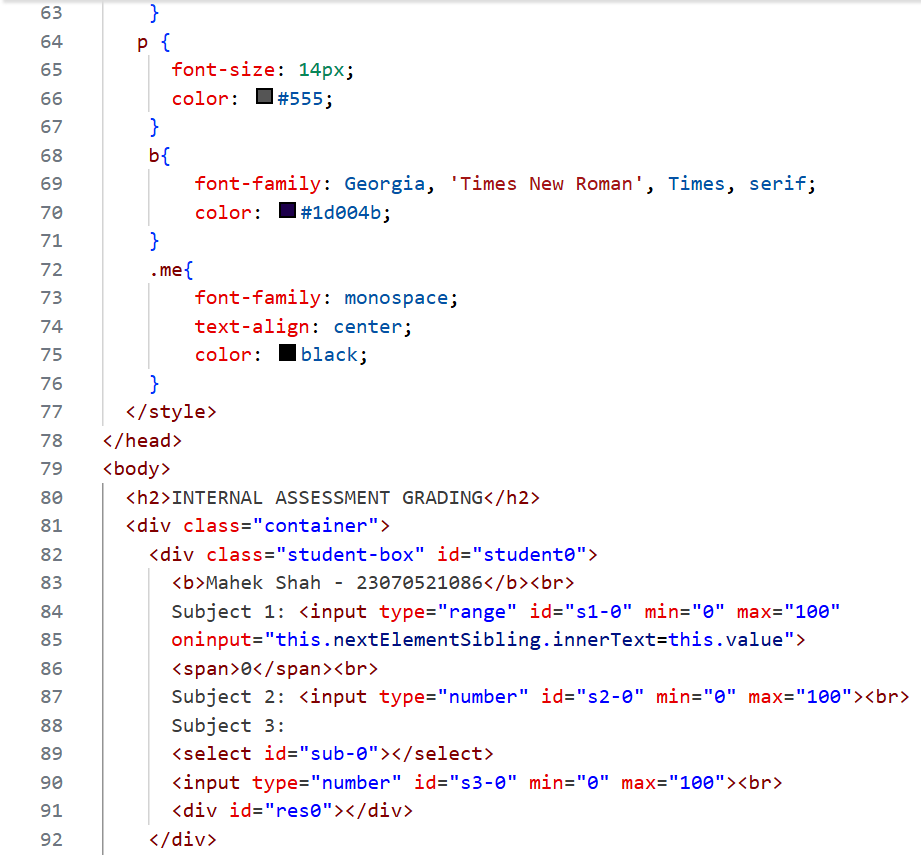 63 }
64 p {
65 font-size: 14px;
66 color: #555;
67 }
68 b{
69 font-family: Georgia, 'Times New Roman', Times, serif;
70 color: #1d004b;
71 }
72 .me{
73 font-family: monospace;
74 text-align: center;
75 color: black;
76 }
77 </style>
78 </head>
79 <body>
80 <h2>INTERNAL ASSESSMENT GRADING</h2>
81 <div class="container">
82 <div class="student-box" id="student0">
83 <b>Mahek Shah - 23070521086</b><br>
84 Subject 1: <input type="range" id="s1-0" min="0" max="100"
85 oninput="this.nextElementSibling.innerText=this.value">
86 <span>0</span><br>
87 Subject 2: <input type="number" id="s2-0" min="0" max="100"><br>
88 Subject 3:
89 <select id="sub-0"></select>
90 <input type="number" id="s3-0" min="0" max="100"><br>
91 <div id="res0"></div>
92 </div>